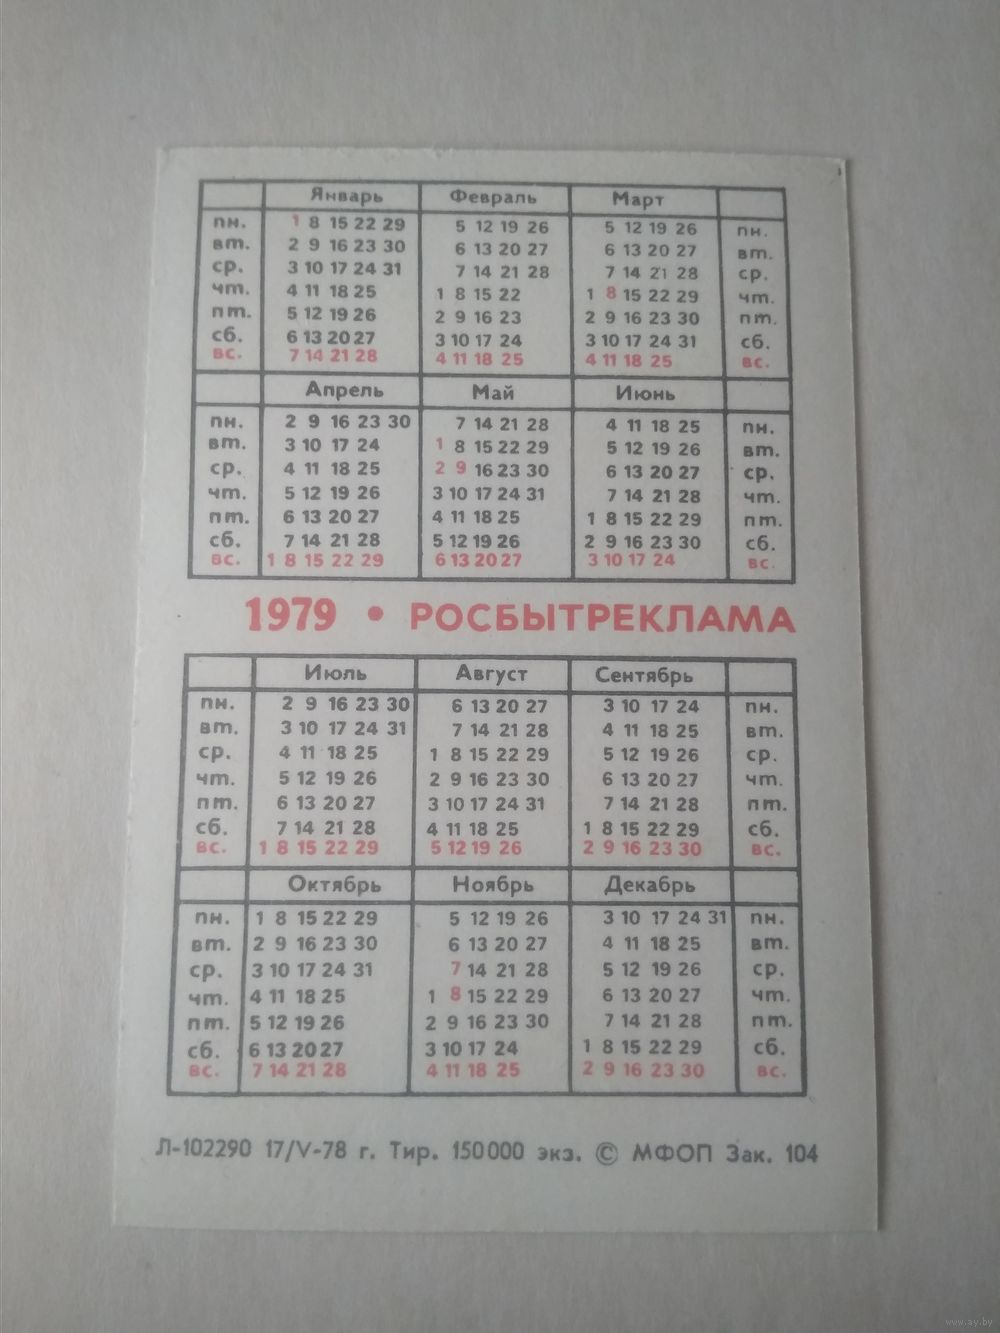 Январь Февраль Март
пн. 1 8 15 22 29 5 12 19 26 5 12 19 26 пн.
вт. 2 9 16 23 30 6 13 20 27 6 13 20 27 вт.
ср. 3 10 17 24 31 7 14 21 28 7 14 21 28 ср.
чт. 4 11 18 25 1 8 15 22 1 8 15 22 29 чт.
пт. 5 12 19 26 2 9 16 23 2 9 16 23 30 пт.
сб. 6 13 20 27 3 10 17 24 3 10 17 24 31 сб.
вс. 7 14 21 28 4 11 18 25 4 11 18 25 вс.
Апрель Май Июнь
пн. 2 9 16 23 30 7 14 21 28 4 11 18 25 пн.
вт. 3 10 17 24 1 8 15 22 29 5 12 19 26 вт.
ср. 4 11 18 25 2 9 16 23 30 6 13 20 27 ср.
чт. 5 12 19 26 3 10 17 24 31 7 14 21 28 чт.
пт. 6 13 20 27 4 11 18 25 1 8 15 22 29 пт.
сб. 7 14 21 28 5 12 19 26 2 9 16 23 30 сб.
вс. 1 8 15 22 29 6 13 20 27 3 10 17 24 вс.
1979 • РОСБЫТРЕКЛАМА
Июль Август Сентябрь
пн. 2 9 16 23 30 6 13 20 27 3 10 17 24 пн.
вт. 3 10 17 24 31 7 14 21 28 4 11 18 25 вт.
ср. 4 11 18 25 1 8 15 22 29 5 12 19 26 ср.
чт. 5 12 19 26 2 9 16 23 30 6 13 20 27 чт.
пт. 6 13 20 27 3 10 17 24 31 7 14 21 28 пт.
сб. 7 14 21 28 4 11 18 25 1 8 15 22 29 сб.
вс. 1 8 15 22 29 5 12 19 26 2 9 16 23 30 вс.
Октябрь Ноябрь Декабрь
пн. 1 8 15 22 29 5 12 19 26 3 10 17 24 31 пн.
вт. 2 9 16 23 30 6 13 20 27 4 11 18 25 вт.
ср. 3 10 17 24 31 7 14 21 28 5 12 19 26 ср.
чт. 4 11 18 25 1 8 15 22 29 6 13 20 27 чт.
пт. 5 12 19 26 2 9 16 23 30 7 14 21 28 пт.
сб. 6 13 20 27 3 10 17 24 1 8 15 22 29 сб.
вс. 7 14 21 28 4 11 18 25 2 9 16 23 30 вс.
Л-102290 17/V-78 г. Тир. 150 000 экз. © МФОП Зак. 104
www.ay.by